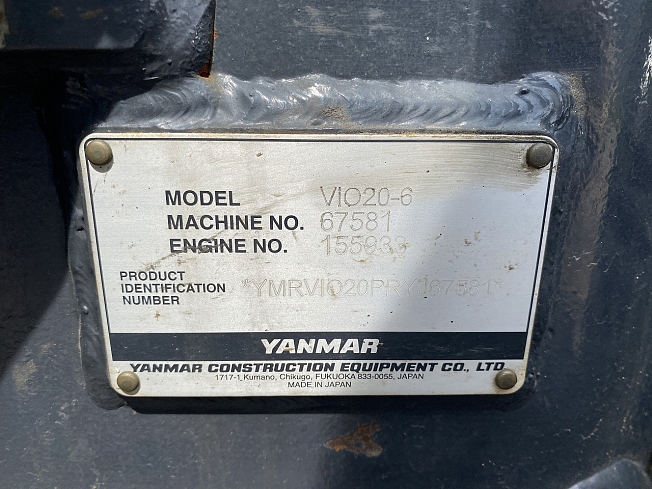 MODEL VIO20-6
MACHINE NO. 67581
ENGINE NO.
PRODUCT
IDENTIFICATION
NUMBER
YANMAR
YANMAR CONSTRUCTION EQUIPMENT CO., LTD
1717-1 Kumano, Chikugo, FUKUOKA 833-0055, JAPAN
MADE IN JAPAN